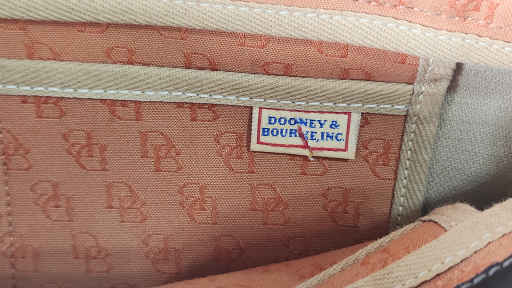 DOONEY &
BOURKE, INC.